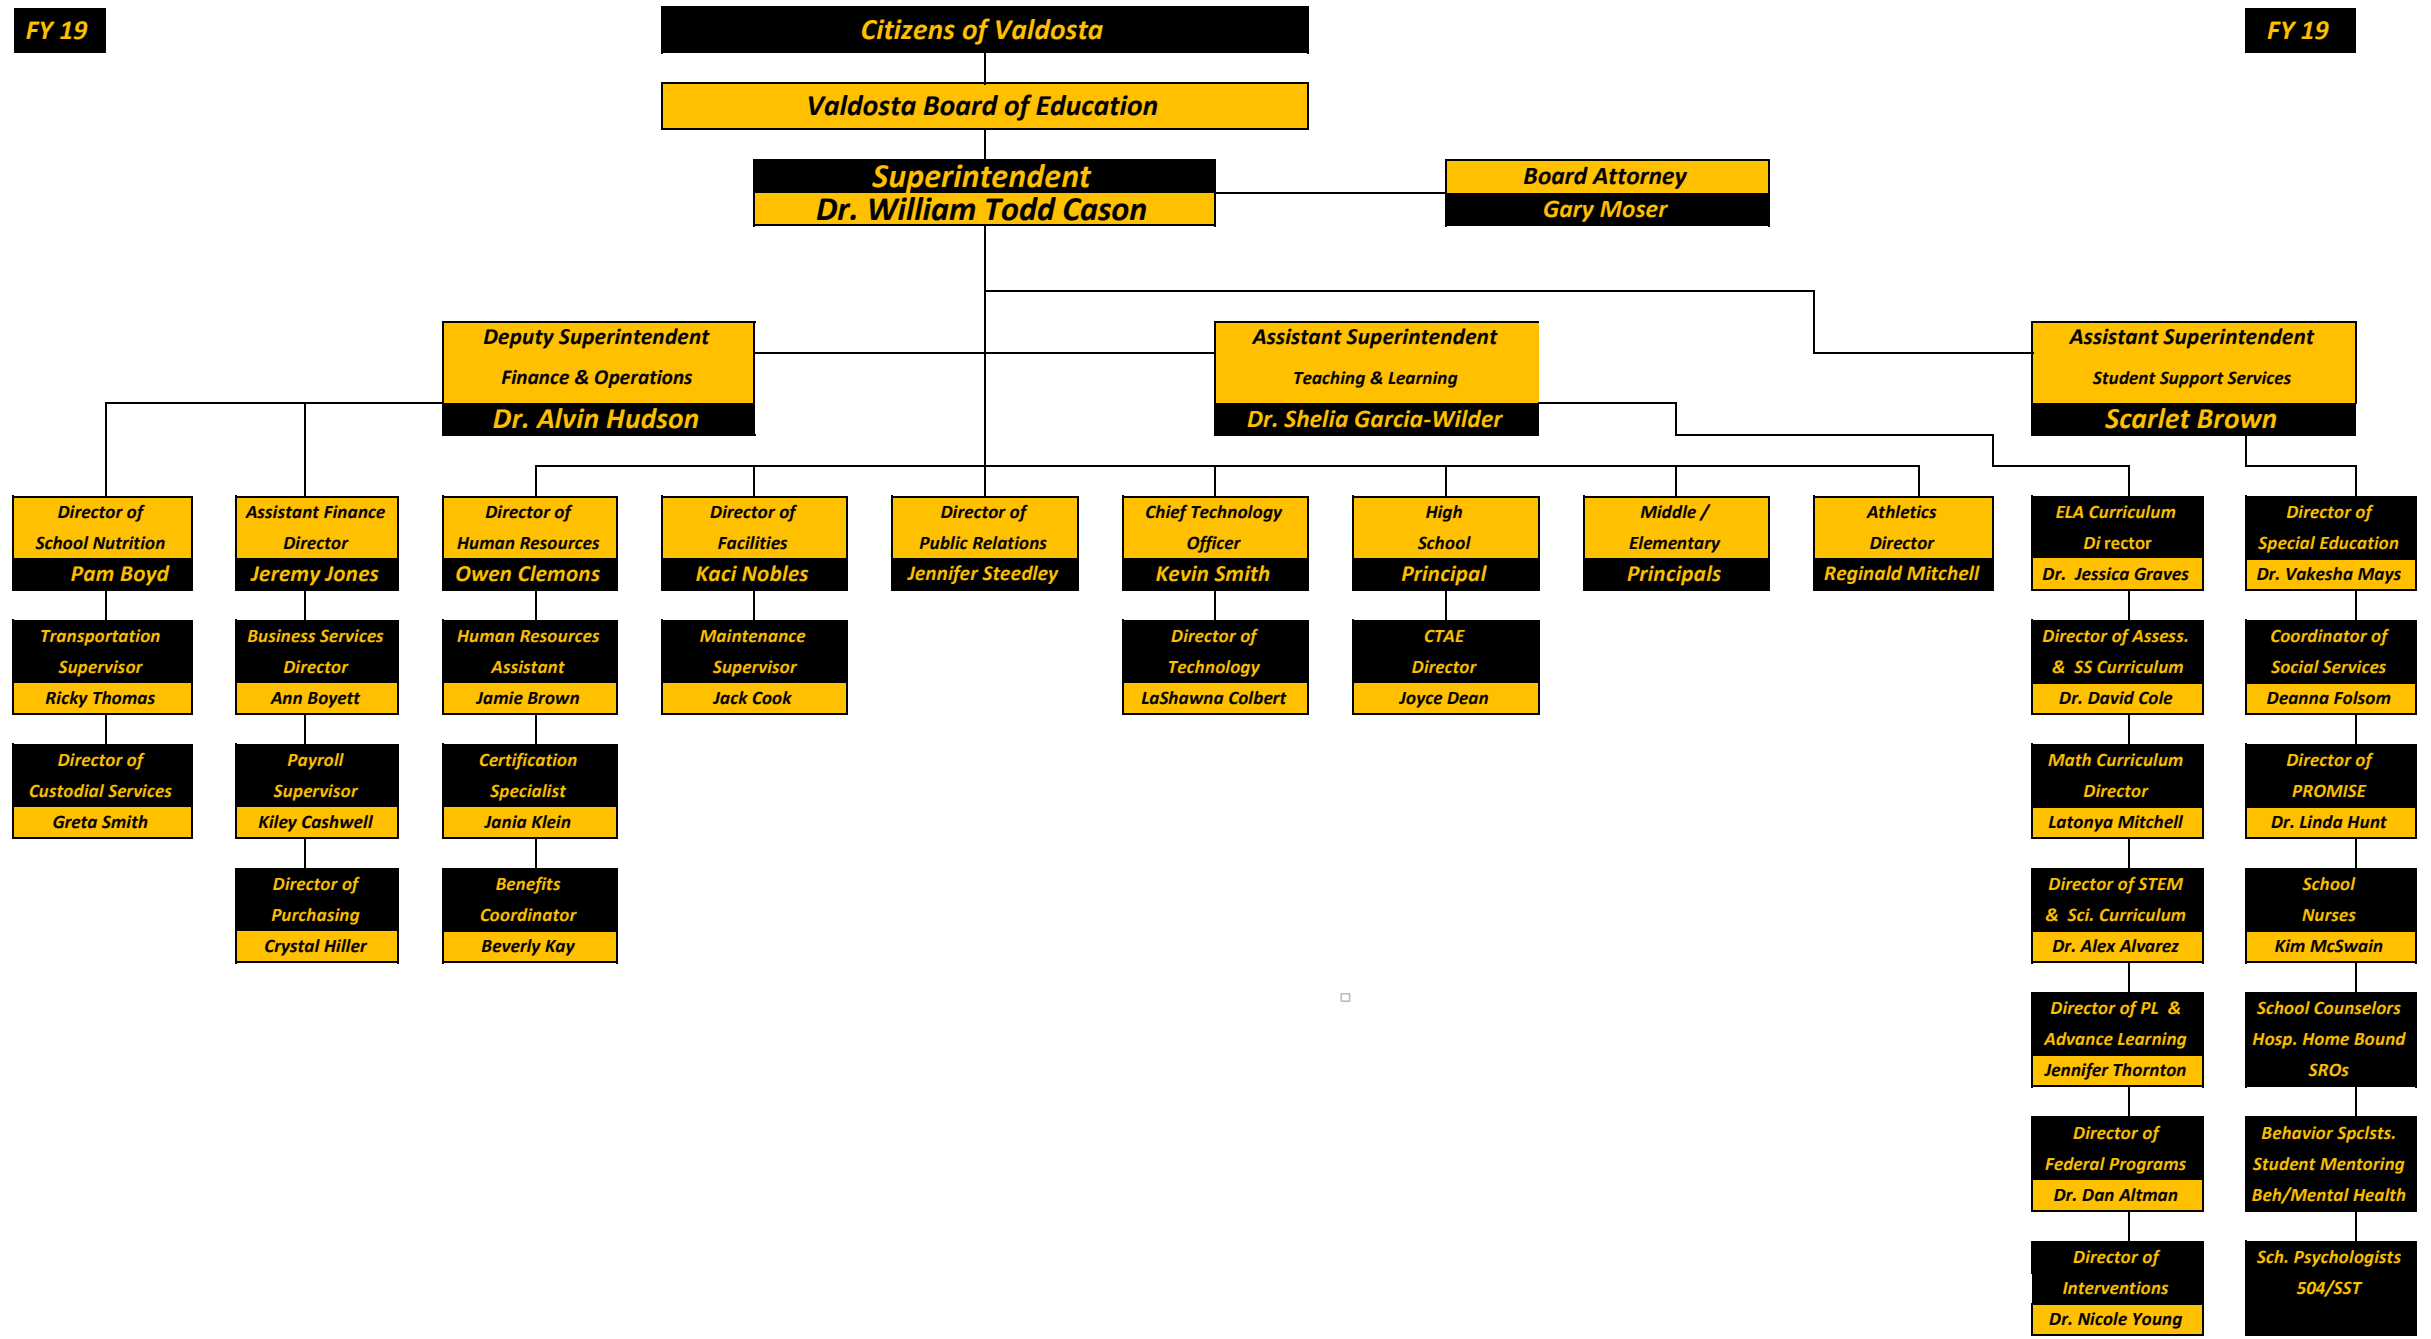 FY 19
Citizens of Valdosta
FY 19
Valdosta Board of Education
Superintendent
Dr. William Todd Cason
Board Attorney
Gary Moser
Deputy Superintendent
Finance & Operations
Dr. Alvin Hudson
Assistant Superintendent
Teaching & Learning
Dr. Shelia Garcia-Wilder
Assistant Superintendent
Student Support Services
Scarlet Brown
Director of
School Nutrition
Pam Boyd
Assistant Finance
Director
Jeremy Jones
Director of
Human Resources
Owen Clemons
Director of
Facilities
Kaci Nobles
Director of
Public Relations
Jennifer Steedley
Chief Technology
Officer
Kevin Smith
High
School
Principal
Middle /
Elementary
Principals
Athletics
Director
Reginald Mitchell
ELA Curriculum
Di rector
Dr. Jessica Graves
Director of
Special Education
Dr. Vakesha Mays
Transportation
Supervisor
Ricky Thomas
Business Services
Director
Ann Boyett
Human Resources
Assistant
Jamie Brown
Maintenance
Supervisor
Jack Cook
Director of
Technology
LaShawna Colbert
CTAE
Director
Joyce Dean
Director of Assess.
& SS Curriculum
Dr. David Cole
Coordinator of
Social Services
Deanna Folsom
Director of
Custodial Services
Greta Smith
Payroll
Supervisor
Kiley Cashwell
Certification
Specialist
Jania Klein
Math Curriculum
Director
Latonya Mitchell
Director of
PROMISE
Dr. Linda Hunt
Director of
Purchasing
Crystal Hiller
Benefits
Coordinator
Beverly Kay
Director of STEM
& Sci. Curriculum
Dr. Alex Alvarez
School
Nurses
Kim McSwain
Director of PL &
Advance Learning
Jennifer Thornton
School Counselors
Hosp. Home Bound
SROs
Director of
Federal Programs
Dr. Dan Altman
Behavior Spclsts.
Student Mentoring
Beh/Mental Health
Director of
Interventions
Dr. Nicole Young
Sch. Psychologists
504/SST